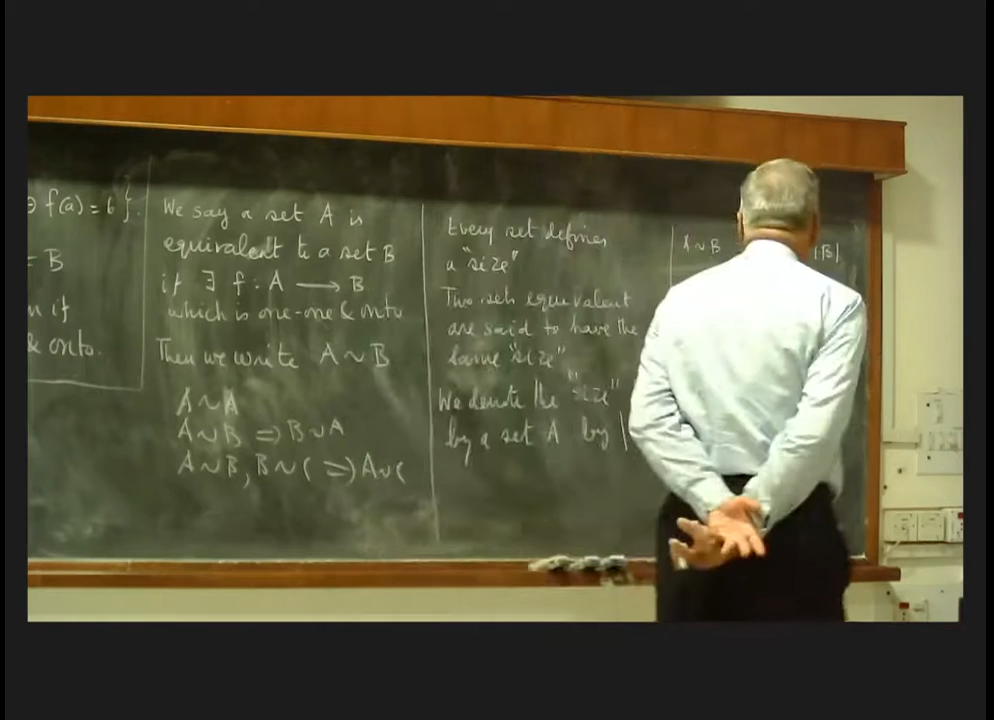 ∋ f(a) = b }.
= B
if
& onto.
We say a set A is
equivalent to a set B
if ∃ f : A ⟶ B
which is one-one & onto
Then we write A ~ B
A ~ A
A ~ B ⇒ B ~ A
A ~ B, B ~ C ⇒ A ~ C
Every set defines
a "size"
Two sets equivalent
are said to have the
same "size"
We denote the "size"
by a set A by |
A ~ B |B|.